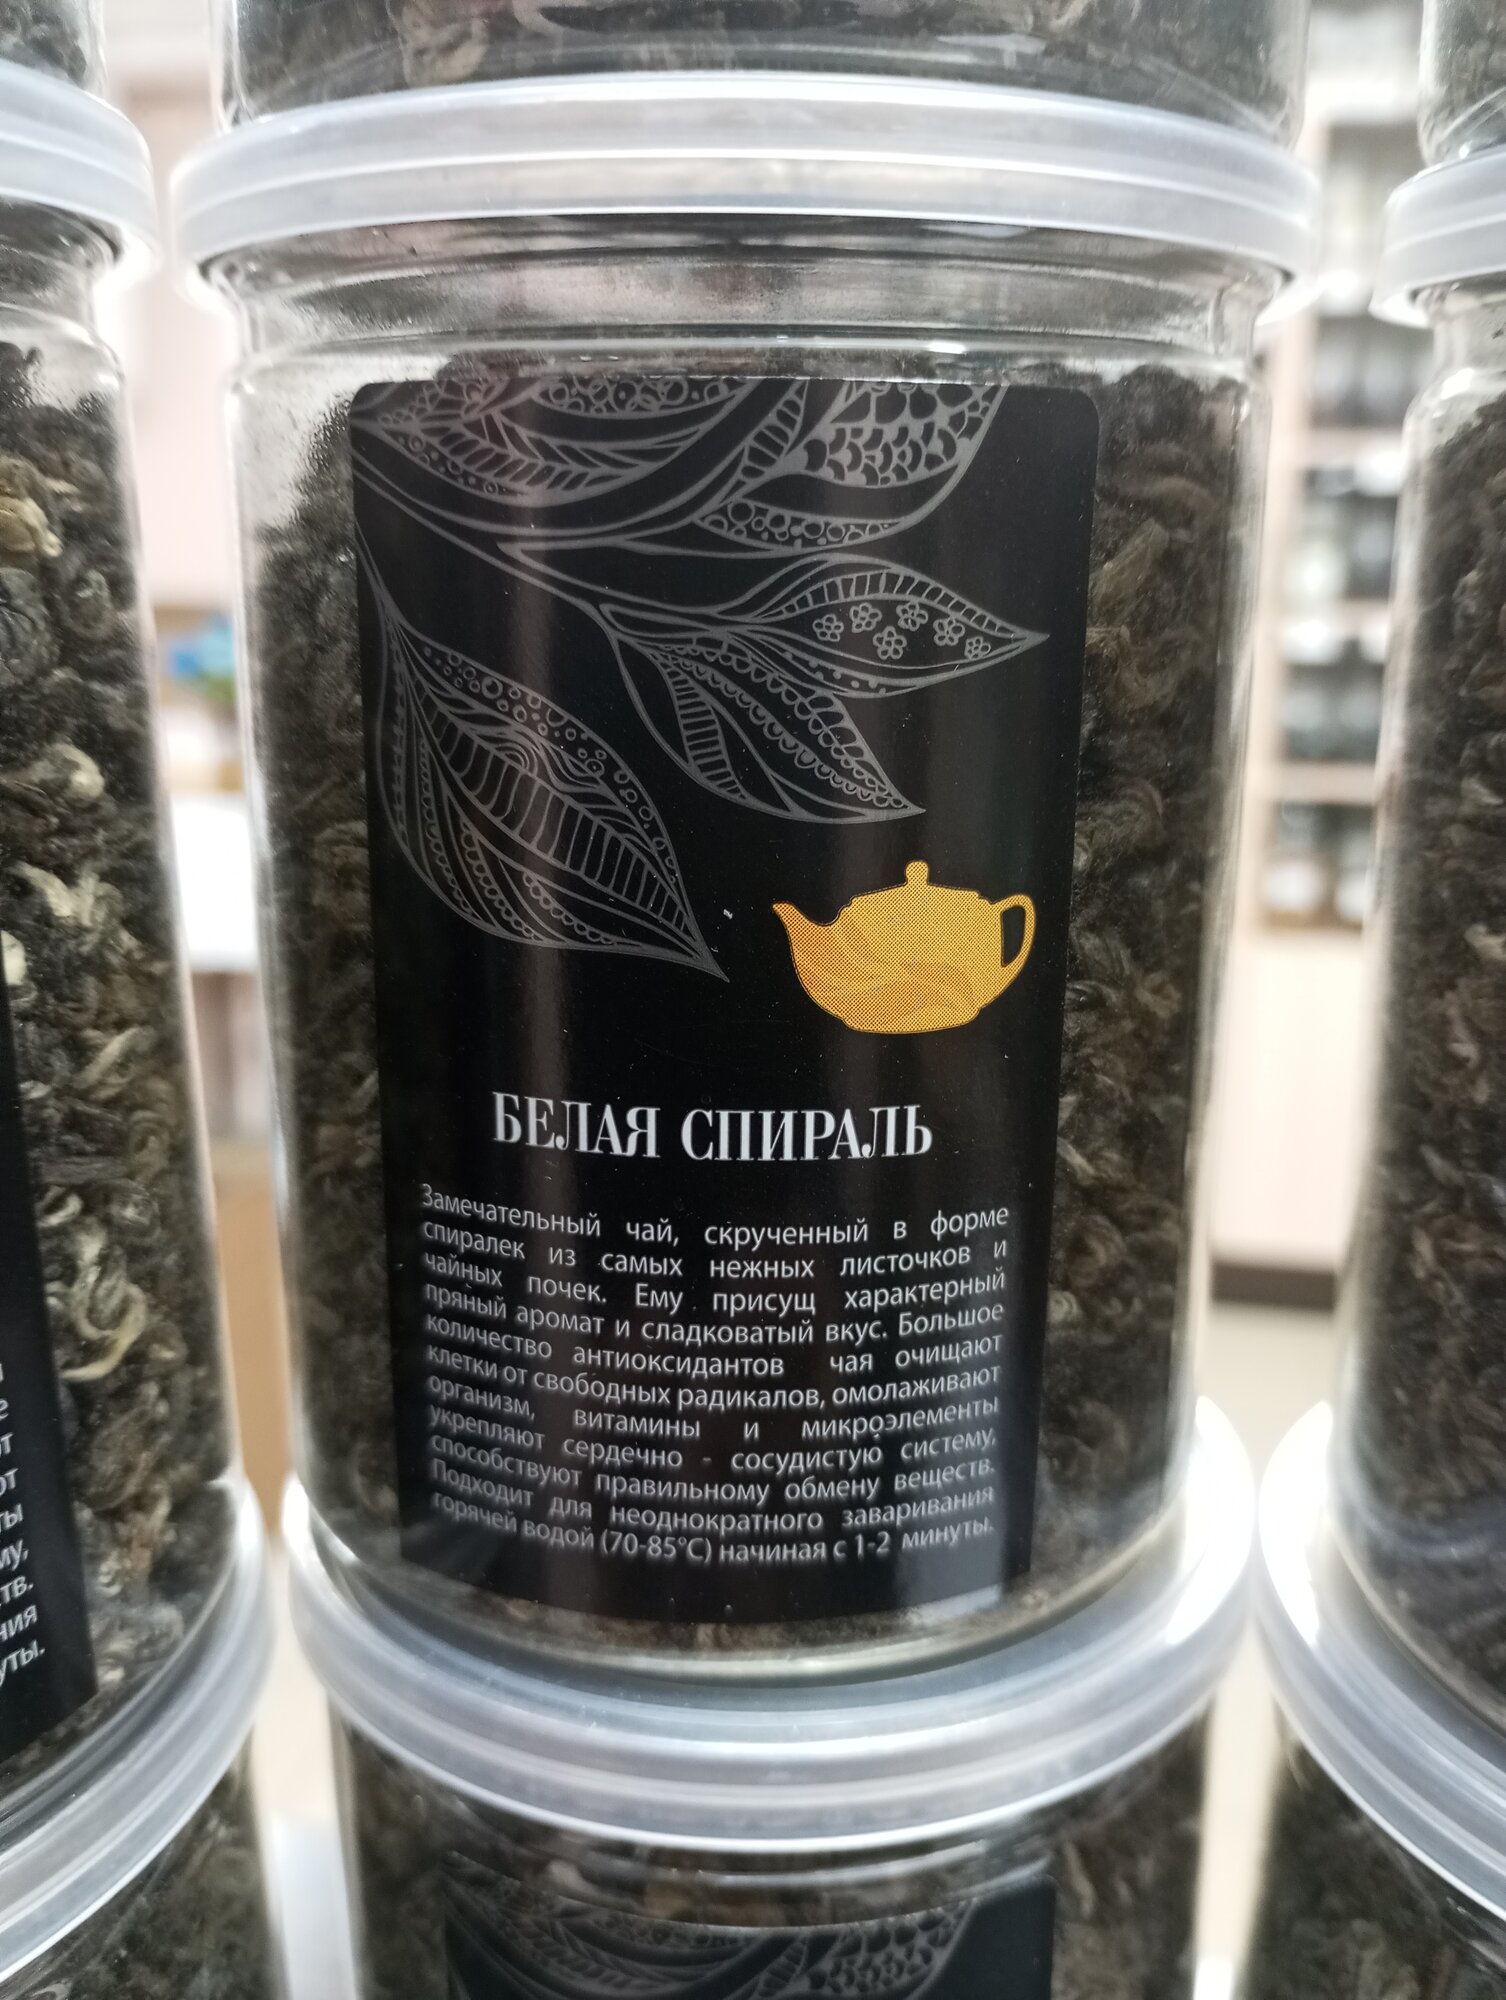 БЕЛАЯ СПИРАЛЬ
Замечательный чай, скрученный в форме
спиралек из самых нежных листочков и
чайных почек. Ему присущ характерный
пряный аромат и сладковатый вкус. Большое
количество антиоксидантов чая очищают
клетки от свободных радикалов, омолаживают
организм, витамины и микроэлементы
укрепляют сердечно - сосудистую систему,
способствуют правильному обмену веществ.
Подходит для неоднократного заваривания
горячей водой (70-85°C) начиная с 1-2 минуты.